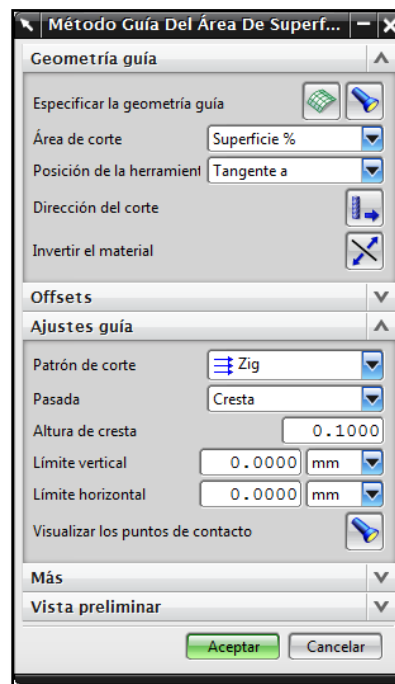 Método Guía Del Área De Superf...
Geometría guía
Especificar la geometría guía
Área de corte Superficie %
Posición de la herramient Tangente a
Dirección del corte
Invertir el material
Offsets
Ajustes guía
Patrón de corte Zig
Pasada Cresta
Altura de cresta 0.1000
Límite vertical 0.0000 mm
Límite horizontal 0.0000 mm
Visualizar los puntos de contacto
Más
Vista preliminar
Aceptar Cancelar